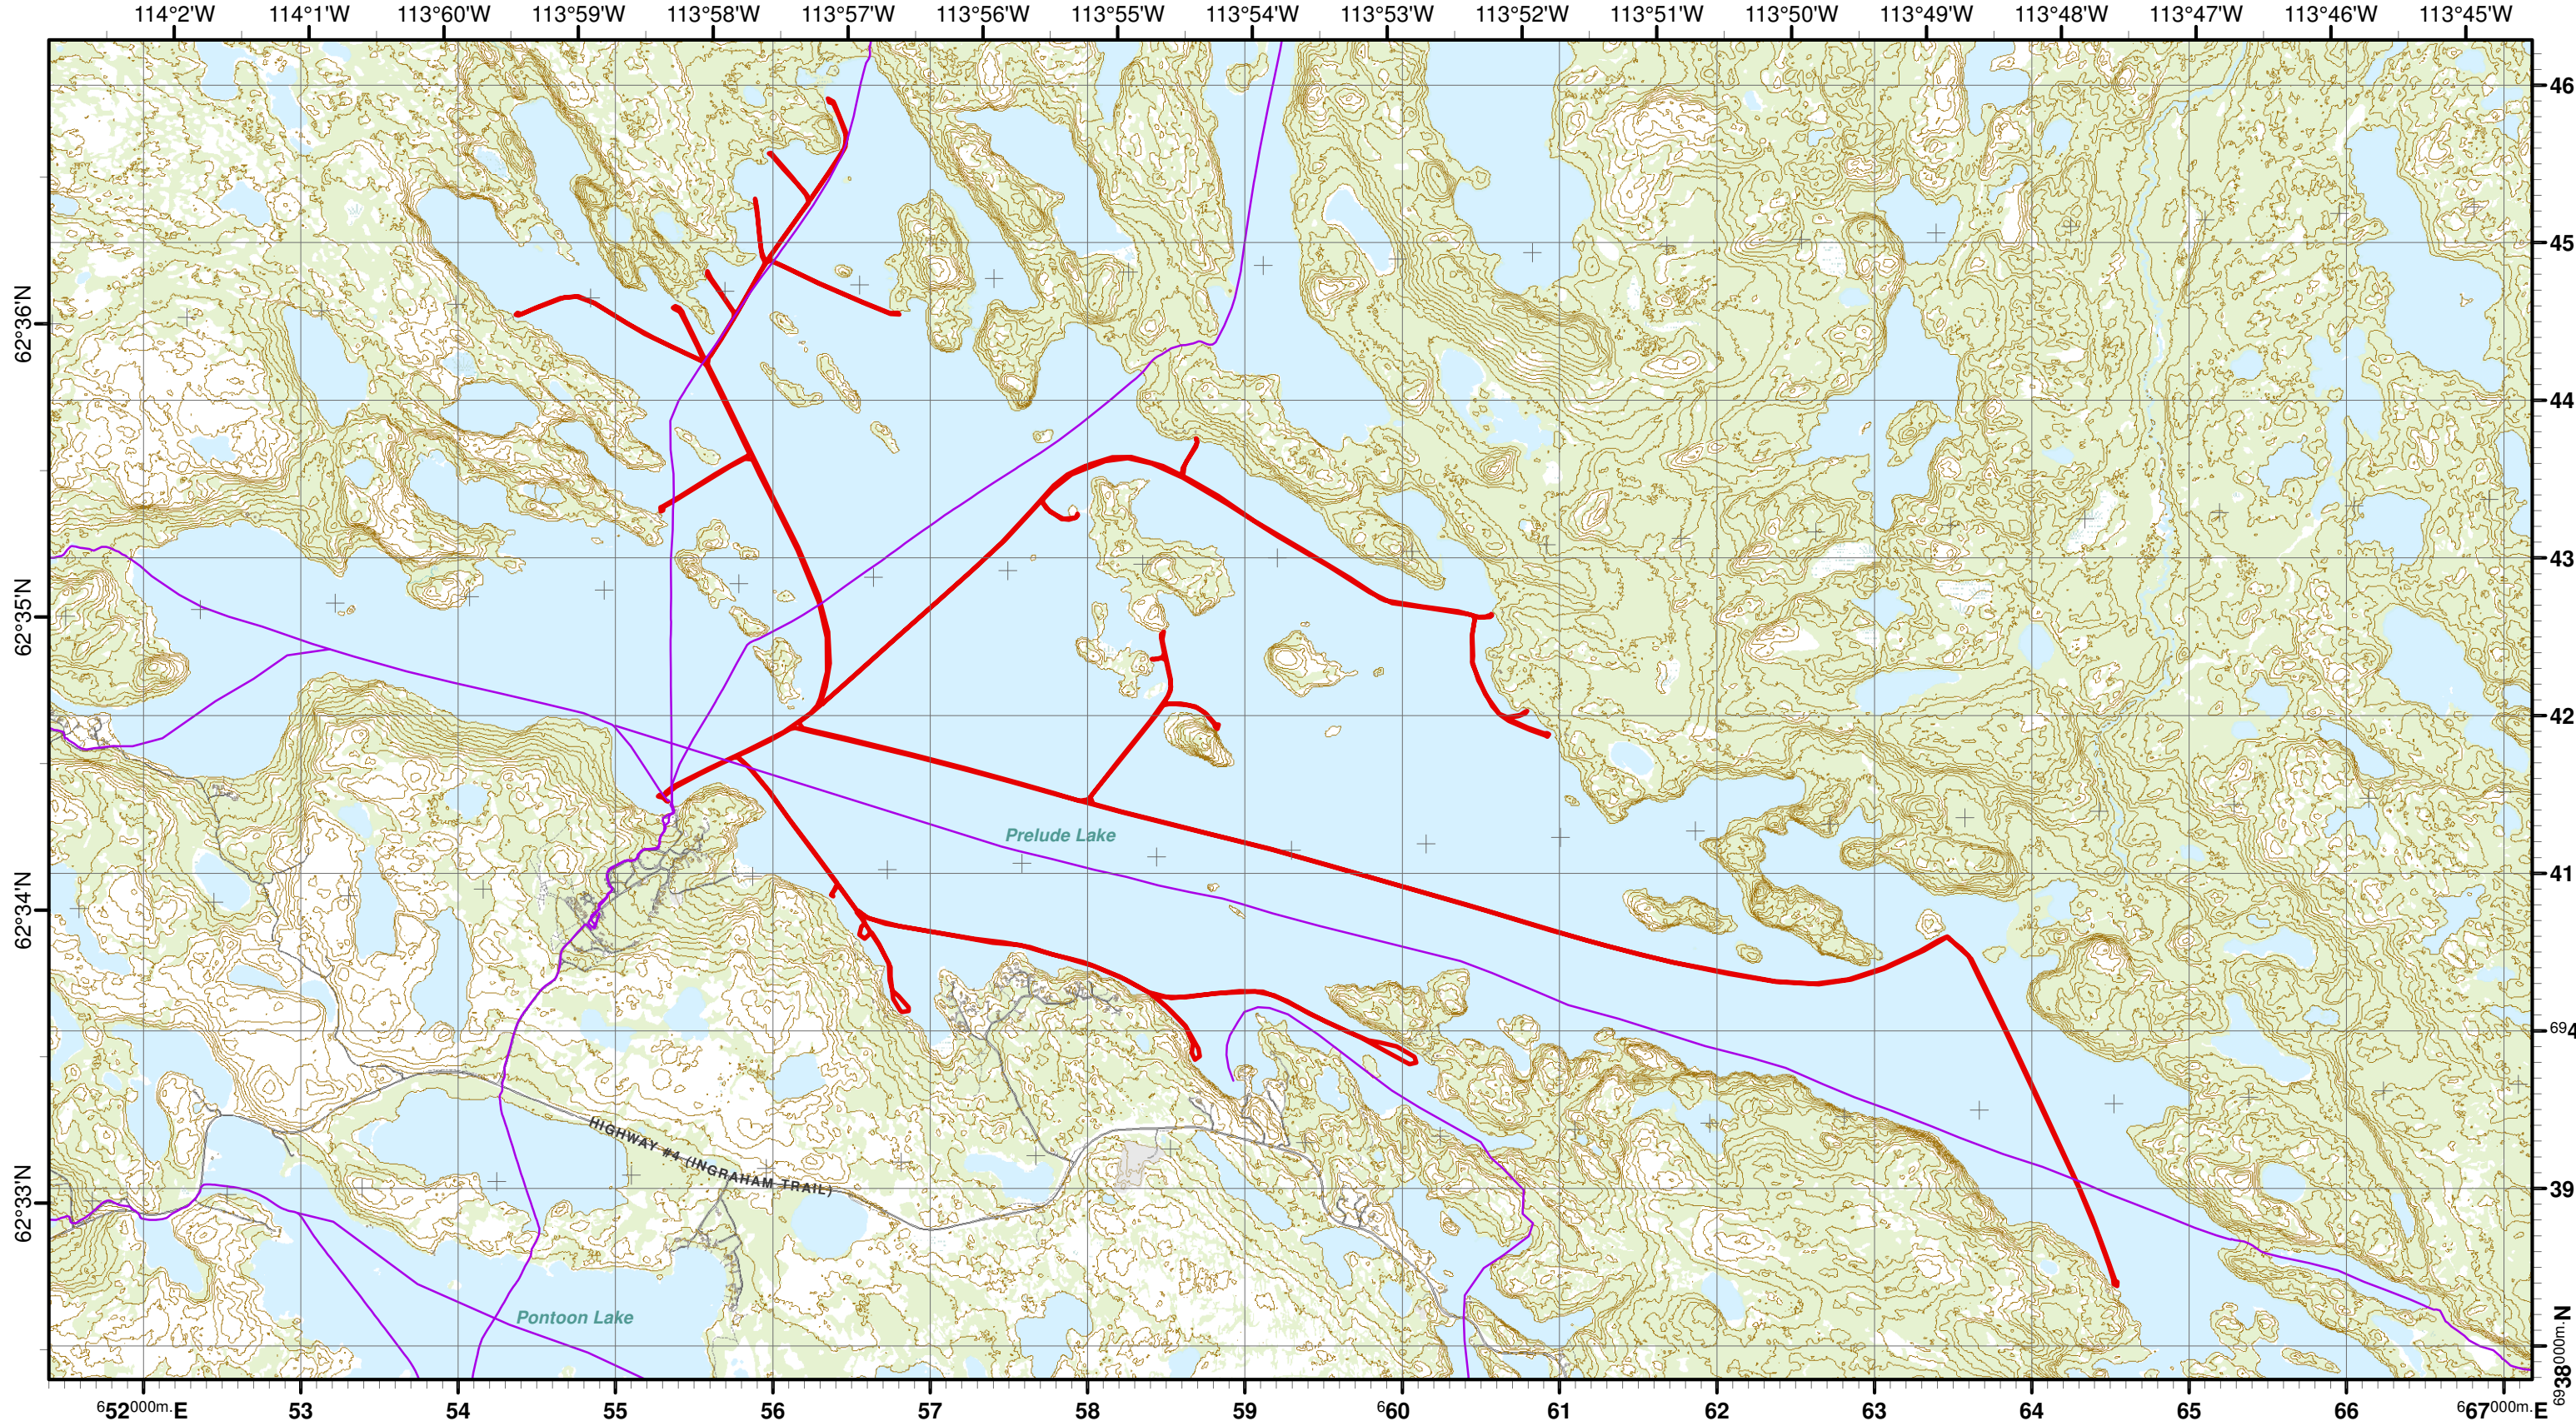 114°2'W 114°1'W 113°60'W 113°59'W 113°58'W 113°57'W 113°56'W 113°55'W 113°54'W 113°53'W 113°52'W 113°51'W 113°50'W 113°49'W 113°48'W 113°47'W 113°46'W 113°45'W
46
45
62°36'N
44
43
62°35'N
42
Prelude Lake
41
62°34'N
694
HIGHWAY #4 (INGRAHAM TRAIL)
39
62°33'N
Pontoon Lake
6938000m.N
652000m.E 53 54 55 56 57 58 59 660 61 62 63 64 65 66 667000m.E